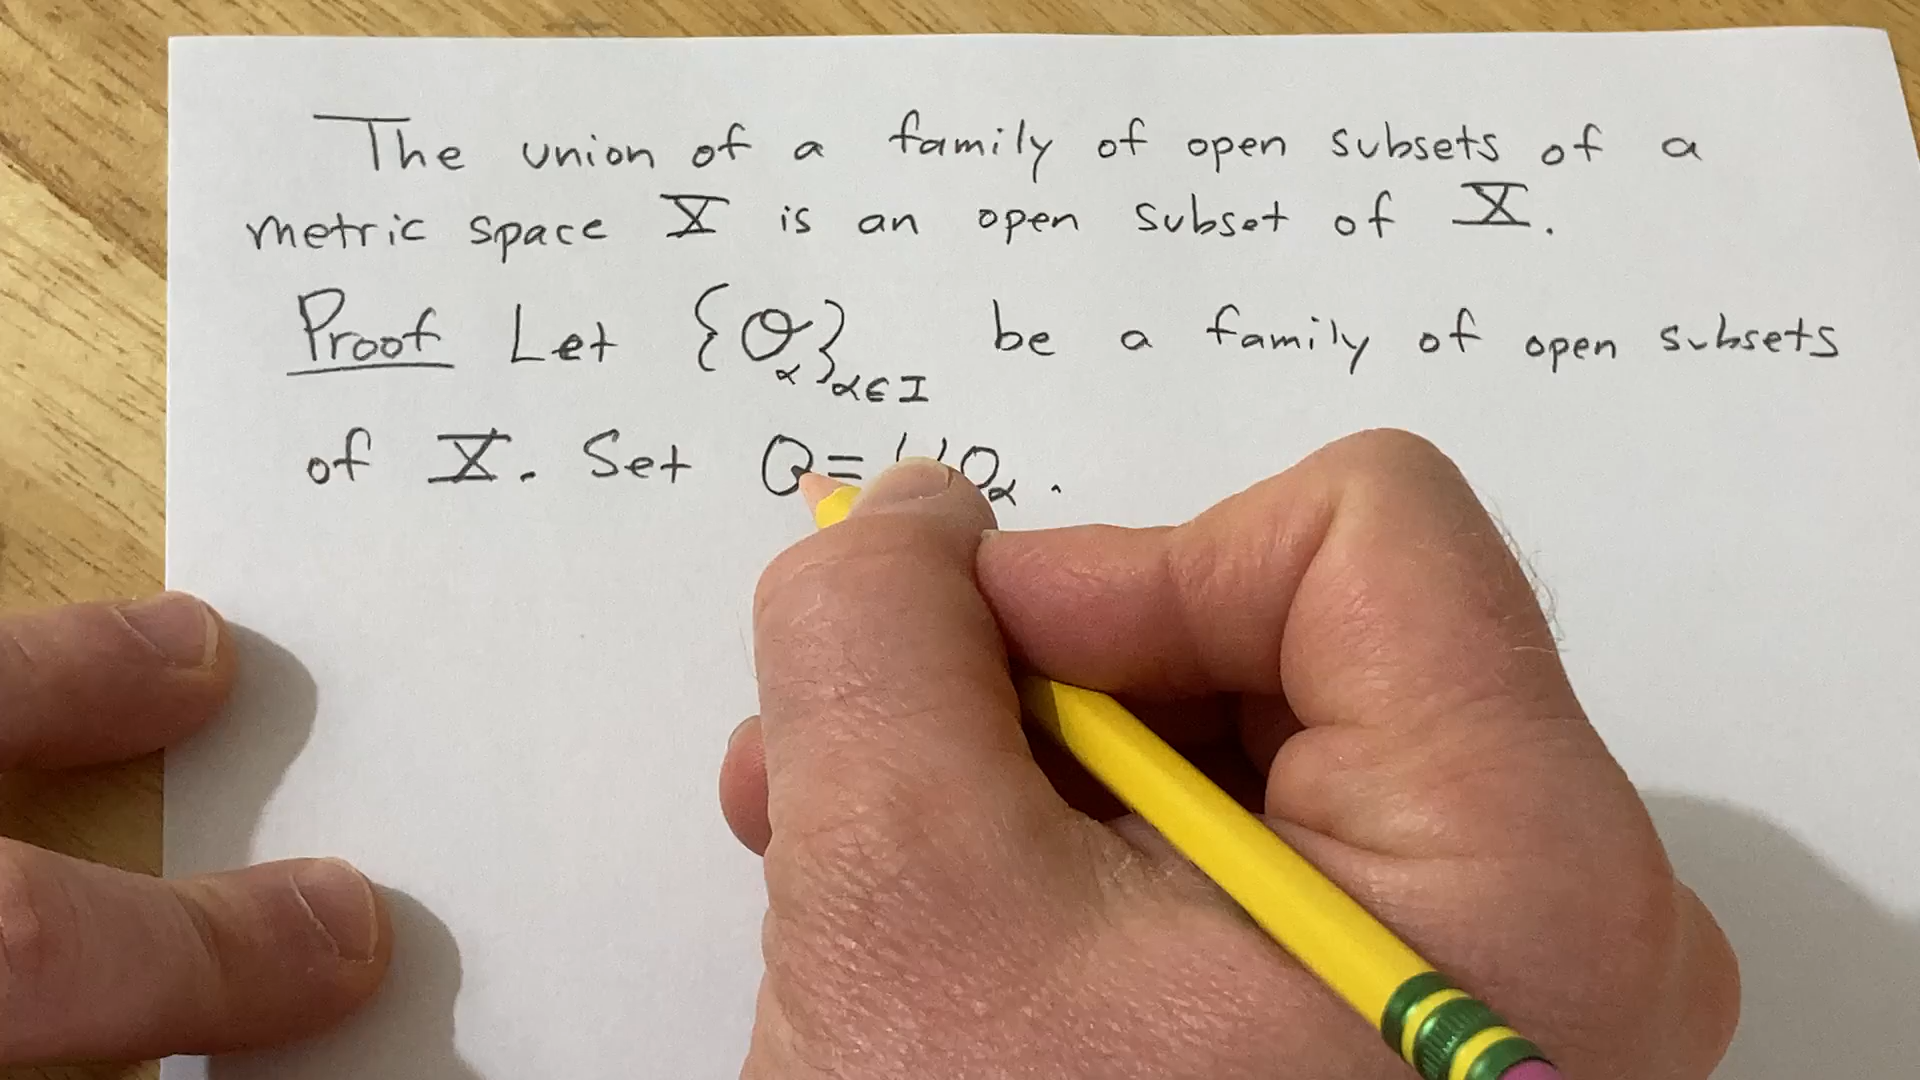 The union of a family of open subsets of a
metric space X is an open subset of X.
Proof Let {O_α}_α∈I be a family of open subsets
of X. Set O = ∪ O_α.